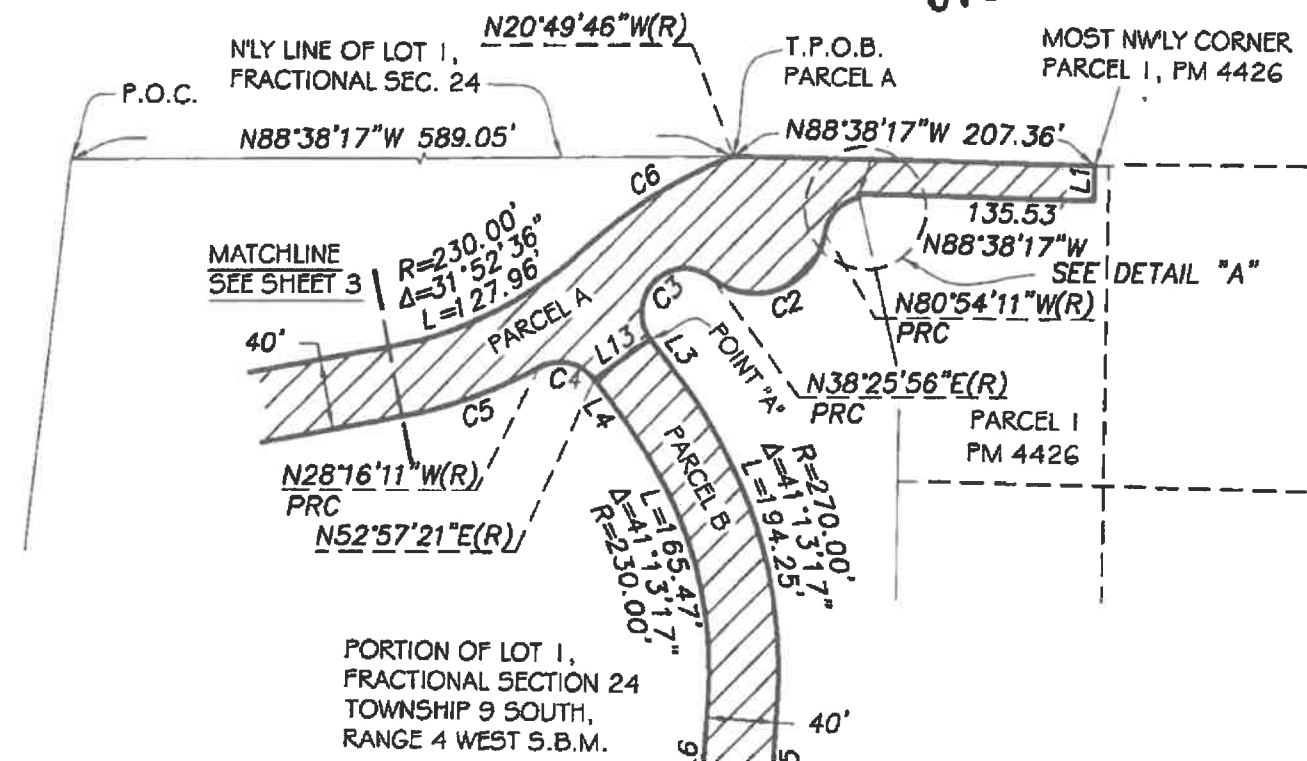 N20°49'46"W(R)
N'LY LINE OF LOT 1,
FRACTIONAL SEC. 24
T.P.O.B.
PARCEL A
MOST NW'LY CORNER
PARCEL 1, PM 4426
P.O.C.
N88°38'17"W 589.05'
N88°38'17"W 207.36'
C6
L1
135.53'
N88°38'17"W
SEE DETAIL "A"
MATCHLINE
SEE SHEET 3
R=230.00'
Δ=31°52'36"
L=127.96'
PARCEL A
C3
C2
N80°54'11"W(R)
PRC
40'
L13
L3
POINT "A"
N38°25'56"E(R)
PRC
C4
C5
L4
PARCEL 1
PM 4426
N28°16'11"W(R)
PRC
N52°57'21"E(R)
PARCEL B
R=270.00'
Δ=41°13'17"
L=194.25'
L=165.47'
Δ=41°13'17"
R=230.00'
PORTION OF LOT 1,
FRACTIONAL SECTION 24
TOWNSHIP 9 SOUTH,
RANGE 4 WEST S.B.M.
40'